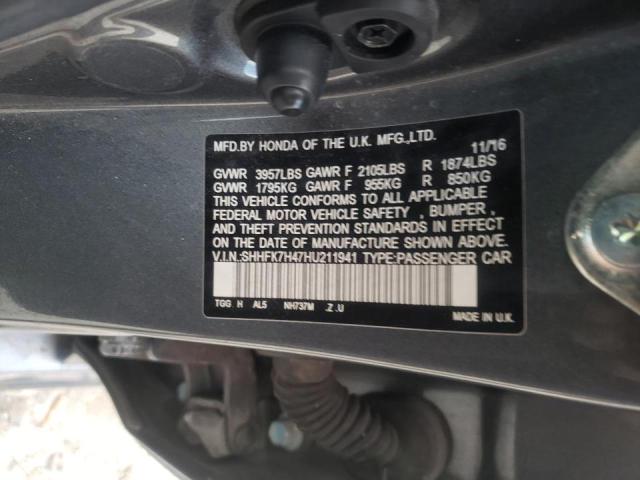 MFD.BY HONDA OF THE U.K. MFG.,LTD. 11/16
GVWR 3957LBS GAWR F 2105LBS R 1874LBS
GVWR 1795KG GAWR F 955KG R 850KG
THIS VEHICLE CONFORMS TO ALL APPLICABLE
FEDERAL MOTOR VEHICLE SAFETY , BUMPER,
AND THEFT PREVENTION STANDARDS IN EFFECT
ON THE DATE OF MANUFACTURE SHOWN ABOVE.
V.I.N.:SHHFK7H47HU211941 TYPE:PASSENGER CAR
TGG H AL5 NH737M .Z .U
MADE IN U.K.